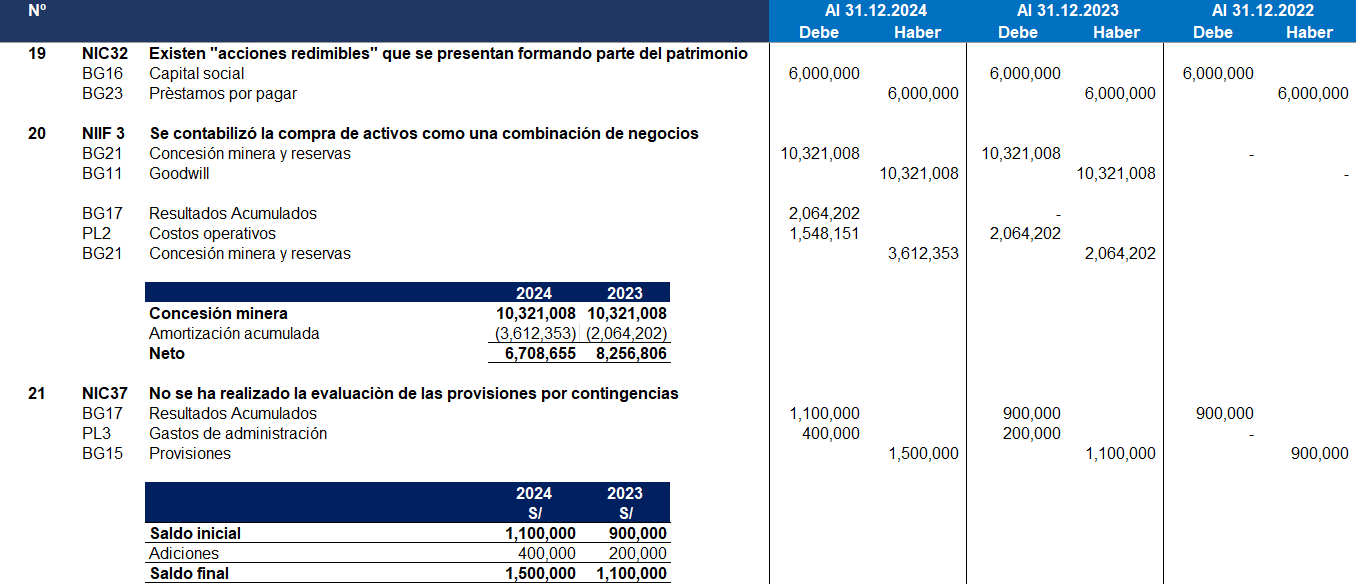 Nº Al 31.12.2024 Al 31.12.2023 Al 31.12.2022
Debe Haber Debe Haber Debe Haber
19 NIC32 Existen "acciones redimibles" que se presentan formando parte del patrimonio
BG16 Capital social 6,000,000 6,000,000 6,000,000
BG23 Prèstamos por pagar 6,000,000 6,000,000 6,000,000
20 NIIF 3 Se contabilizó la compra de activos como una combinación de negocios
BG21 Concesión minera y reservas 10,321,008 10,321,008 -
BG11 Goodwill 10,321,008 10,321,008 -
BG17 Resultados Acumulados 2,064,202 -
PL2 Costos operativos 1,548,151 2,064,202
BG21 Concesión minera y reservas 3,612,353 2,064,202
2024 2023
Concesión minera 10,321,008 10,321,008
Amortización acumulada (3,612,353) (2,064,202)
Neto 6,708,655 8,256,806
21 NIC37 No se ha realizado la evaluaciòn de las provisiones por contingencias
BG17 Resultados Acumulados 1,100,000 900,000 900,000
PL3 Gastos de administración 400,000 200,000 -
BG15 Provisiones 1,500,000 1,100,000 900,000
2024 2023
S/ S/
Saldo inicial 1,100,000 900,000
Adiciones 400,000 200,000
Saldo final 1,500,000 1,100,000